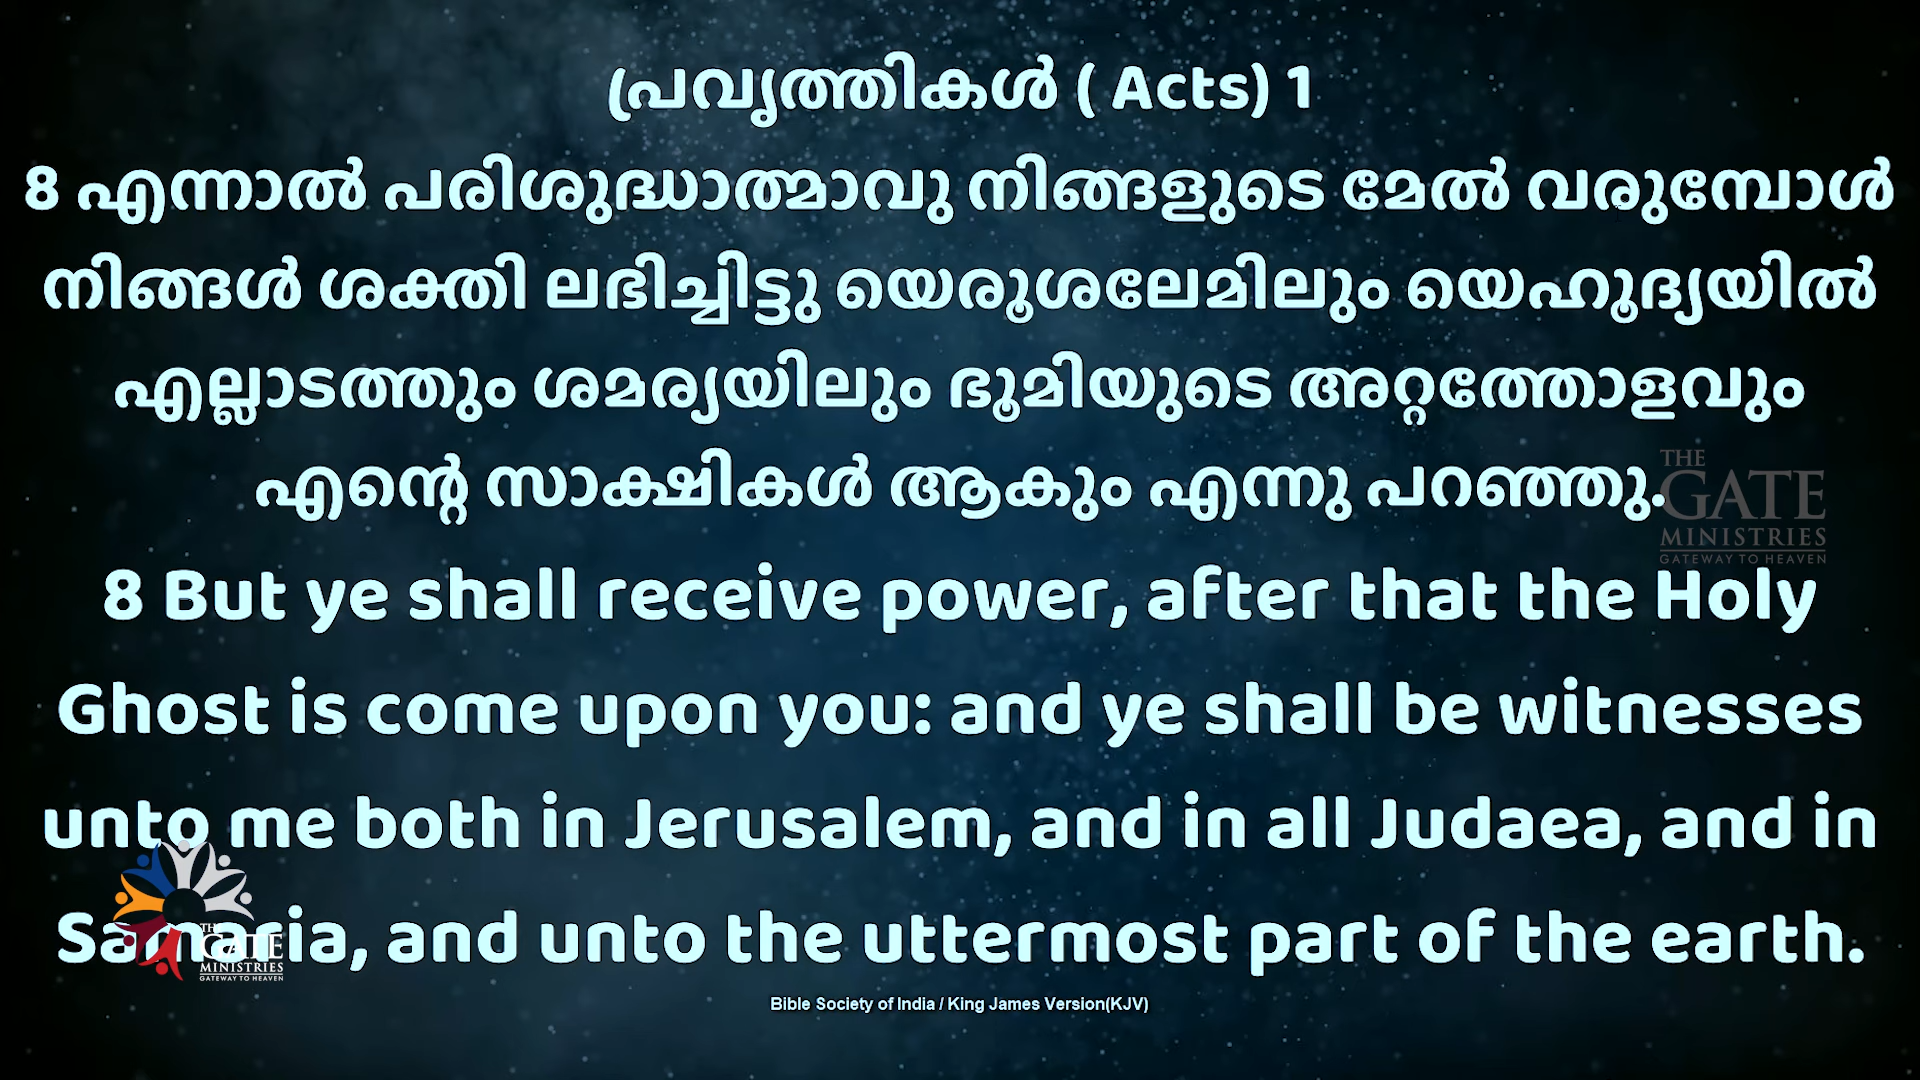 പ്രവൃത്തികൾ ( Acts) 1
8 എന്നാൽ പരിശുദ്ധാത്മാവു നിങ്ങളുടെ മേൽ വരുമ്പോൾ
നിങ്ങൾ ശക്തി ലഭിച്ചിട്ടു യെരൂശലേമിലും യെഹൂദ്യയിൽ
എല്ലാടത്തും ശമര്യയിലും ഭൂമിയുടെ അറ്റത്തോളവും
എന്റെ സാക്ഷികൾ ആകും എന്നു പറഞ്ഞു.
THE
GATE
MINISTRIES
GATEWAY TO HEAVEN
8 But ye shall receive power, after that the Holy
Ghost is come upon you: and ye shall be witnesses
unto me both in Jerusalem, and in all Judaea, and in
Samaria, and unto the uttermost part of the earth.
THE
GATE
MINISTRIES
GATEWAY TO HEAVEN
Bible Society of India / King James Version(KJV)